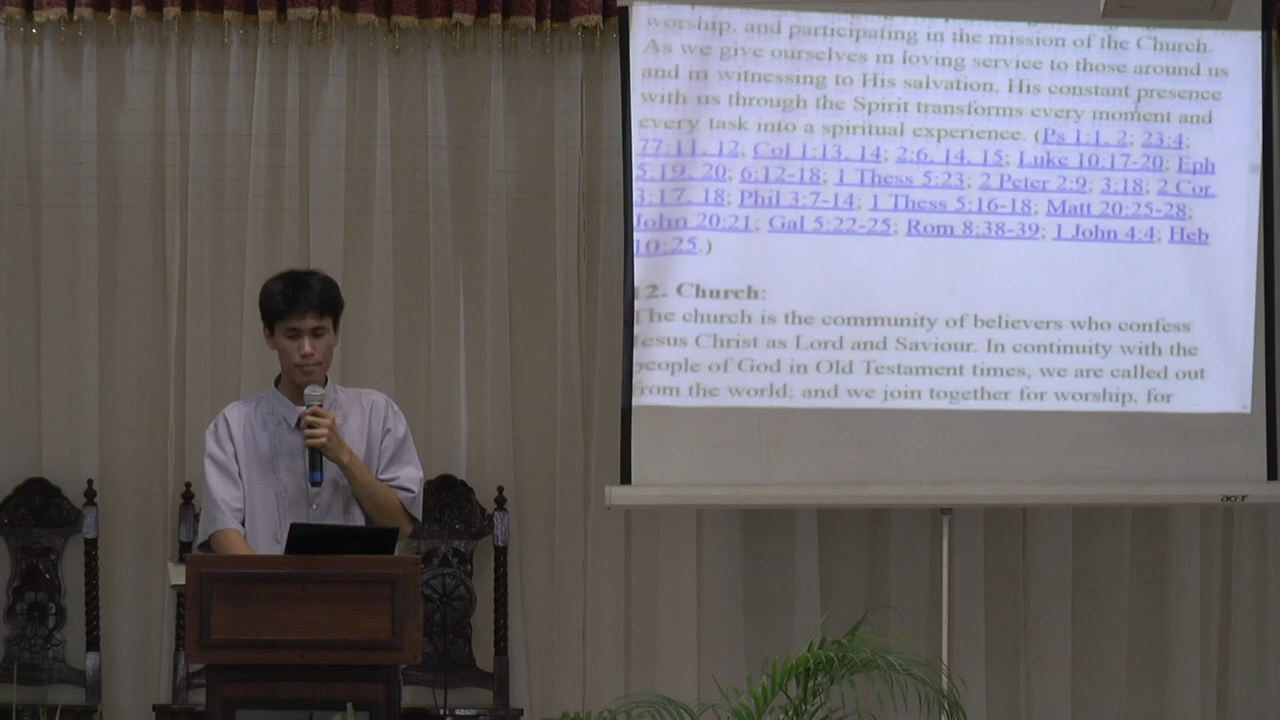 worship, and participating in the mission of the Church.
As we give ourselves in loving service to those around us
and in witnessing to His salvation, His constant presence
with us through the Spirit transforms every moment and
every task into a spiritual experience. (Ps 1:1, 2; 23:4;
77:11, 12; Col 1:13, 14; 2:6, 14, 15; Luke 10:17-20; Eph
5:19, 20; 6:12-18; 1 Thess 5:23; 2 Peter 2:9; 3:18; 2 Cor.
3:17, 18; Phil 3:7-14; 1 Thess 5:16-18; Matt 20:25-28;
John 20:21; Gal 5:22-25; Rom 8:38-39; 1 John 4:4; Heb
10:25.)
12. Church:
The church is the community of believers who confess
Jesus Christ as Lord and Saviour. In continuity with the
people of God in Old Testament times, we are called out
from the world; and we join together for worship, for
acer